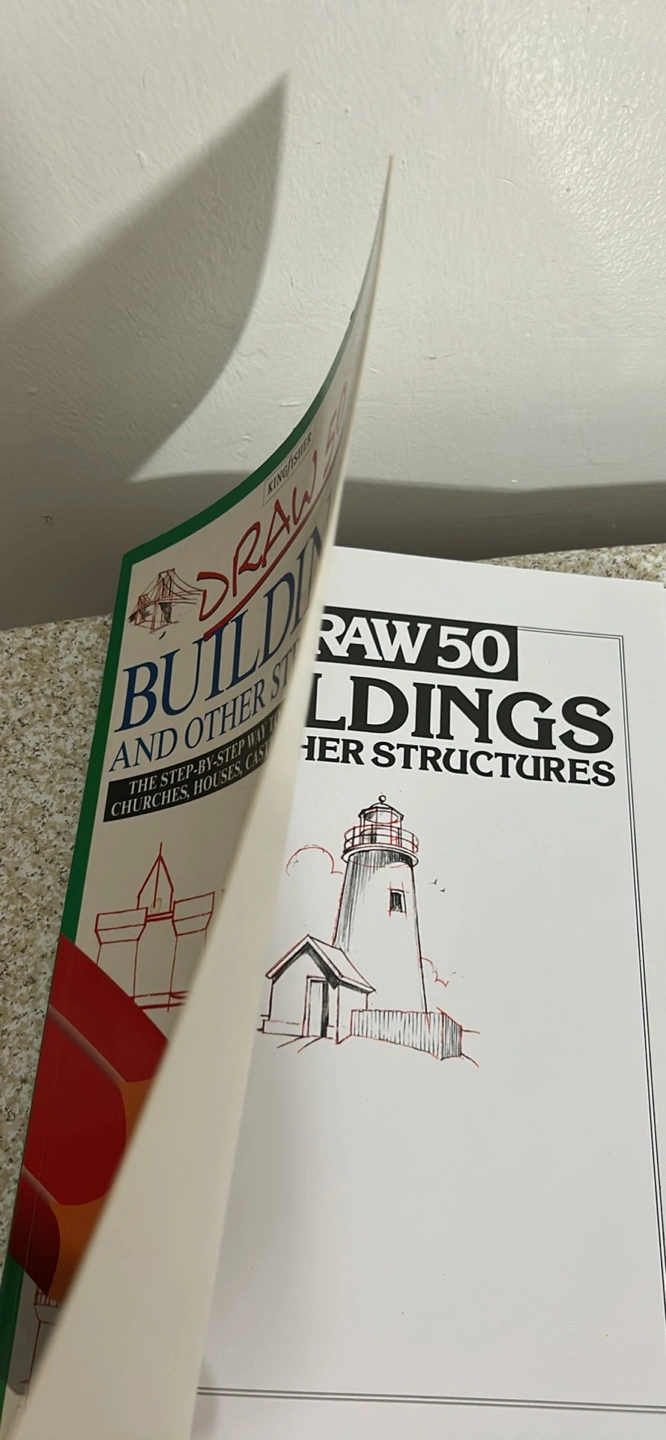 KINGFISHER
DRAW 50
BUILDIN
AND OTHER ST
THE STEP-BY-STEP WAY T
CHURCHES, HOUSES, CAST
RAW 50
LDINGS
HER STRUCTURES